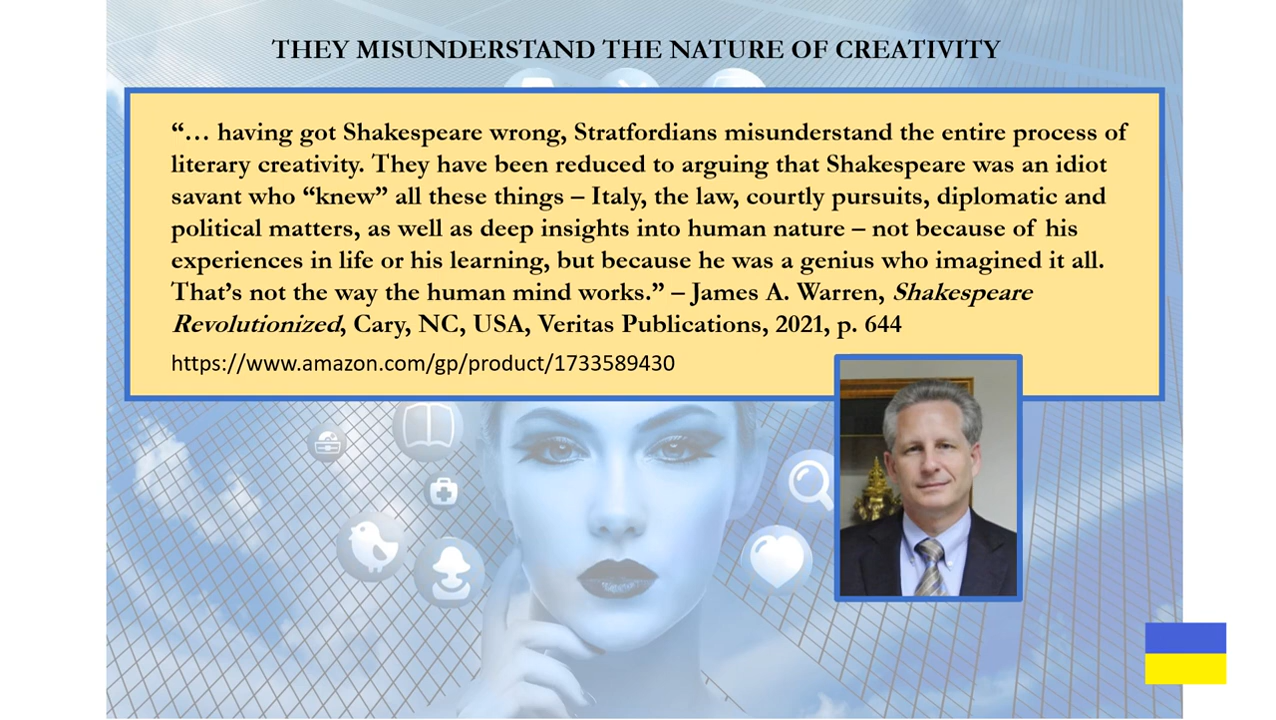 THEY MISUNDERSTAND THE NATURE OF CREATIVITY
“… having got Shakespeare wrong, Stratfordians misunderstand the entire process of
literary creativity. They have been reduced to arguing that Shakespeare was an idiot
savant who “knew” all these things – Italy, the law, courtly pursuits, diplomatic and
political matters, as well as deep insights into human nature – not because of his
experiences in life or his learning, but because he was a genius who imagined it all.
That’s not the way the human mind works.” – James A. Warren, Shakespeare
Revolutionized, Cary, NC, USA, Veritas Publications, 2021, p. 644
https://www.amazon.com/gp/product/1733589430